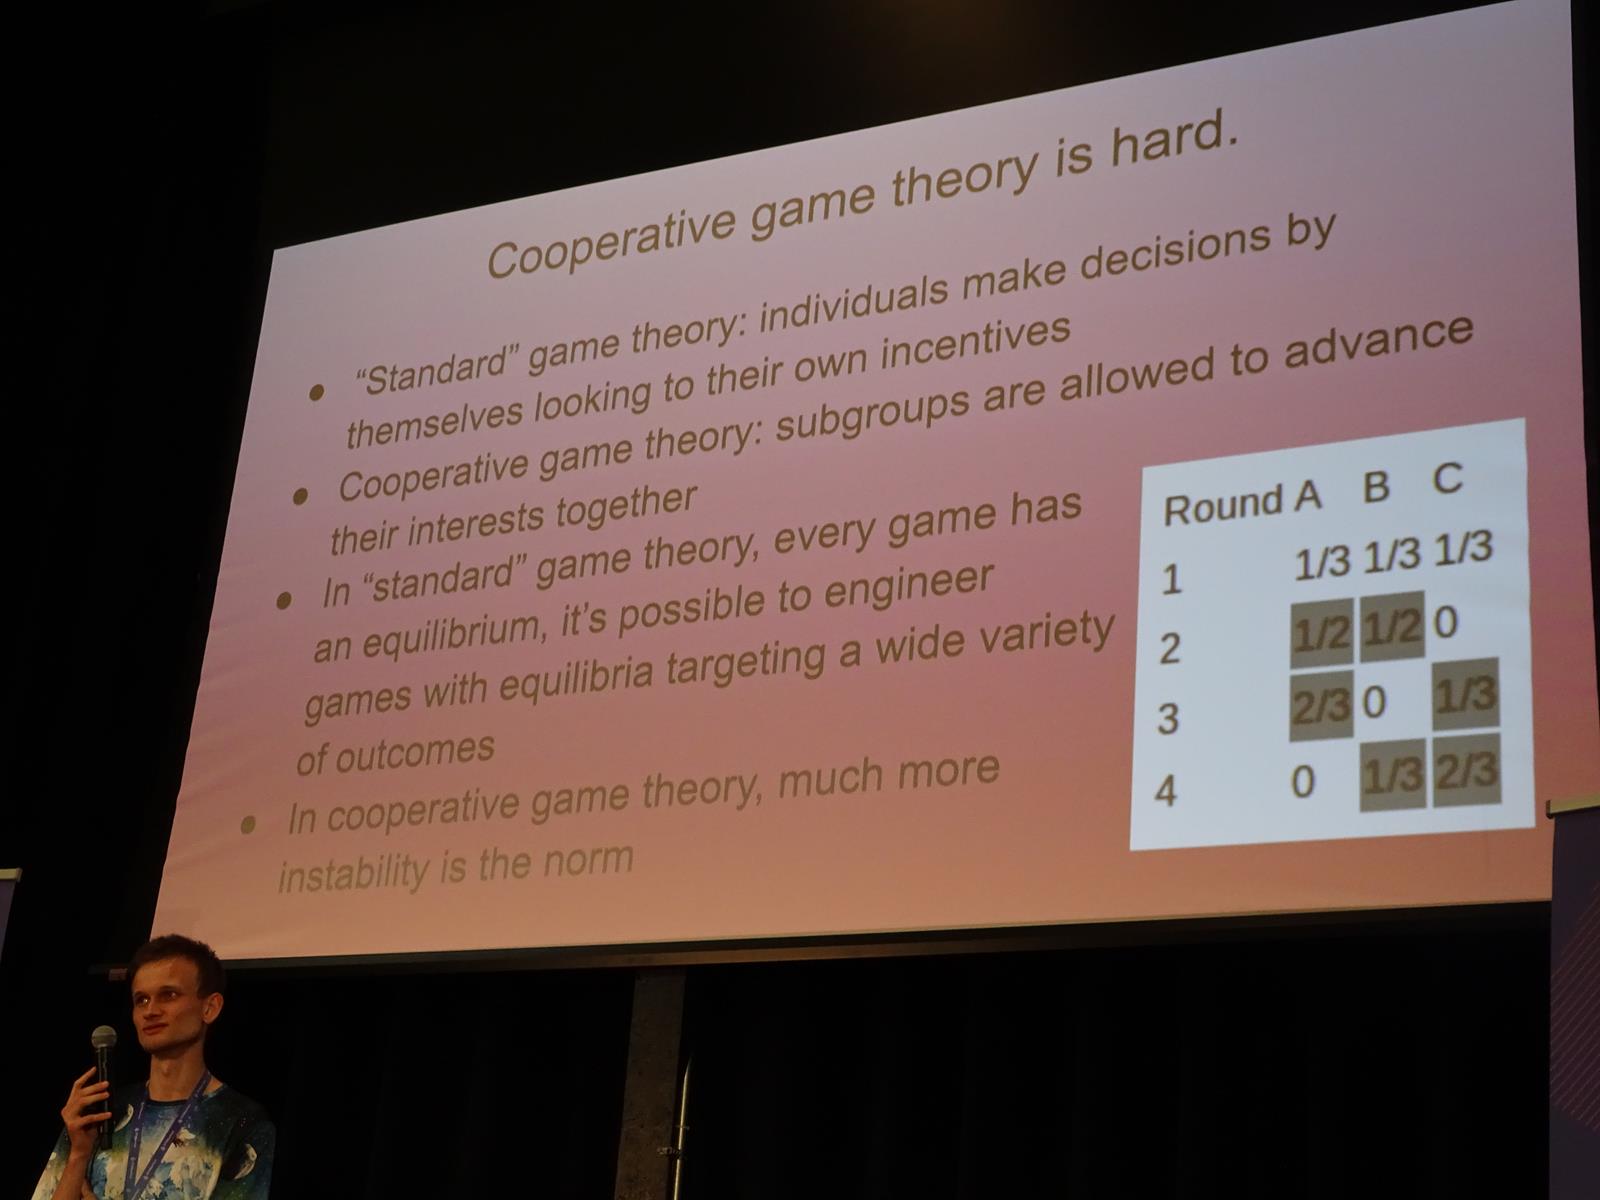 Cooperative game theory is hard.
● “Standard” game theory: individuals make decisions by
themselves looking to their own incentives
● Cooperative game theory: subgroups are allowed to advance
their interests together
● In “standard” game theory, every game has
an equilibrium, it’s possible to engineer
games with equilibria targeting a wide variety
of outcomes
● In cooperative game theory, much more
instability is the norm
Round A B C
1 1/3 1/3 1/3
2 1/2 1/2 0
3 2/3 0 1/3
4 0 1/3 2/3